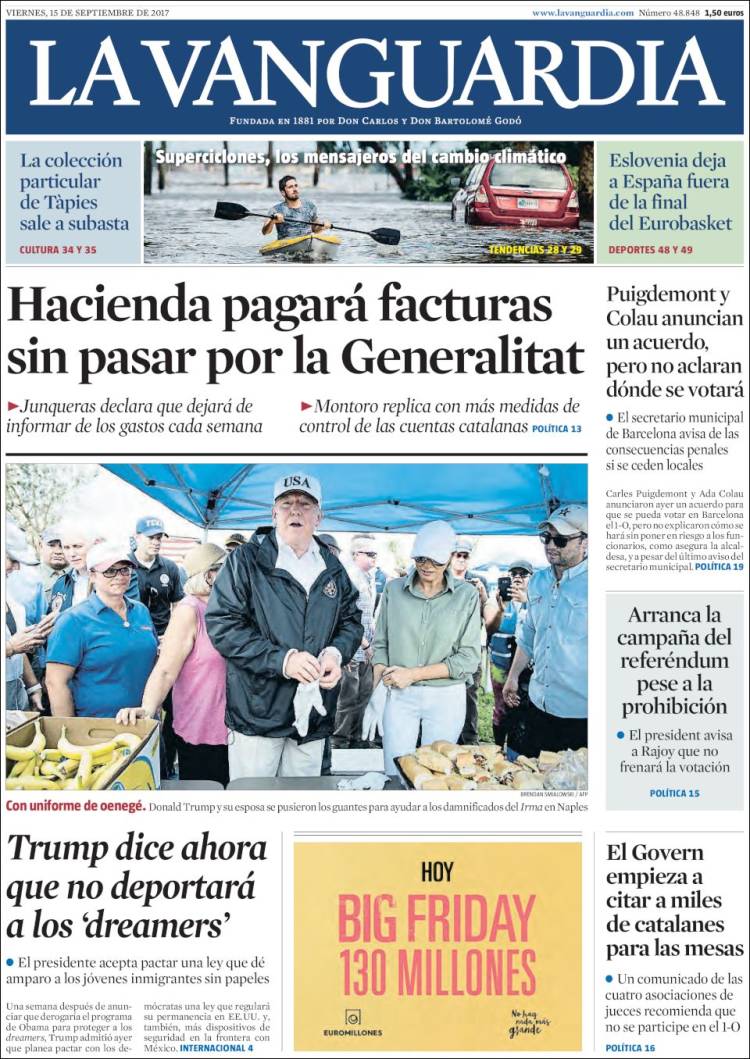 VIERNES, 15 DE SEPTIEMBRE DE 2017
www.lavanguardia.com Número 48.848 1,50 euros
LA VANGUARDIA
FUNDADA EN 1881 POR DON CARLOS Y DON BARTOLOMÉ GODÓ
La colección
particular
de Tàpies
sale a subasta
CULTURA 34 Y 35
Superciclones, los mensajeros del cambio climático
TENDENCIAS 28 Y 29
Eslovenia deja
a España fuera
de la final
del Eurobasket
DEPORTES 48 Y 49
Hacienda pagará facturas
sin pasar por la Generalitat
►Junqueras declara que dejará de
informar de los gastos cada semana
►Montoro replica con más medidas de
control de las cuentas catalanas POLÍTICA 13
USA
BRENDAN SMIALOWSKI / AFP
Con uniforme de oenegé. Donald Trump y su esposa se pusieron los guantes para ayudar a los damnificados del Irma en Naples
Puigdemont y
Colau anuncian
un acuerdo,
pero no aclaran
dónde se votará
● El secretario municipal
de Barcelona avisa de las
consecuencias penales
si se ceden locales
Carles Puigdemont y Ada Colau
anunciaron ayer un acuerdo para
que se pueda votar en Barcelona
el 1-O, pero no explicaron cómo se
hará sin poner en riesgo a los fun-
cionarios, como asegura la alcal-
desa, y a pesar del último aviso del
secretario municipal. POLÍTICA 19
Arranca la
campaña del
referéndum
pese a la
prohibición
● El president avisa
a Rajoy que no
frenará la votación
POLÍTICA 15
Trump dice ahora
que no deportará
a los ‘dreamers’
● El presidente acepta pactar una ley que dé
amparo a los jóvenes inmigrantes sin papeles
Una semana después de anun-
ciar que derogaría el programa
de Obama para proteger a los
dreamers, Trump admitió ayer
que planea pactar con los de-
mócratas una ley que regulará
su permanencia en EE.UU. y,
también, más dispositivos de
seguridad en la frontera con
México. INTERNACIONAL 4
HOY
BIG FRIDAY
130 MILLONES
EUROMILLONES
No hay
nada más
grande
El Govern
empieza a
citar a miles
de catalanes
para las mesas
● Un comunicado de las
cuatro asociaciones de
jueces recomienda que
no se participe en el 1-O
POLÍTICA 16